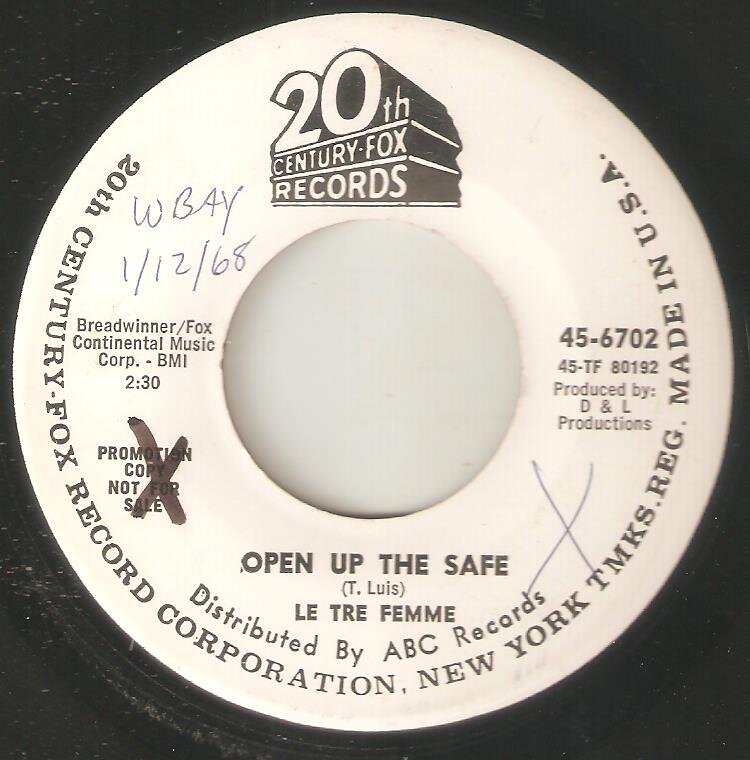 20th
CENTURY-FOX
RECORDS
WBAY
1/12/68
Breadwinner/Fox
Continental Music
Corp. - BMI
2:30
45-6702
45-TF 80192
Produced by:
D & L
Productions
PROMOTION
COPY
NOT FOR
SALE
OPEN UP THE SAFE
(T. Luis)
LE TRE FEMME
Distributed By ABC Records
20th CENTURY-FOX RECORD CORPORATION, NEW YORK TMKS. REG. MADE IN U.S.A.